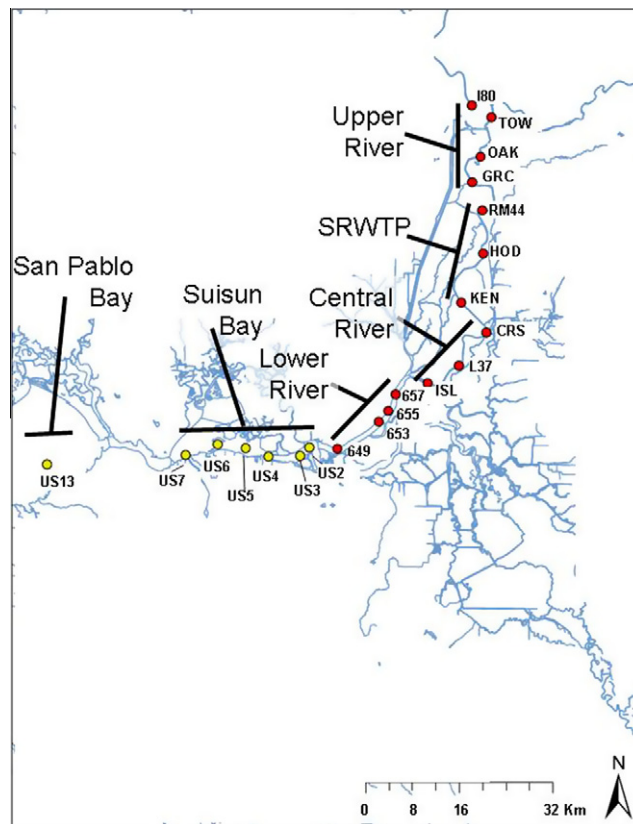 I80
TOW
Upper
River
OAK
GRC
RM44
SRWTP
HOD
San Pablo
Bay
Suisun
Bay
Central
River
KEN
CRS
Lower
River
L37
ISL
657
655
653
649
US2
US3
US4
US5
US6
US7
US13
N
0 8 16 32 Km